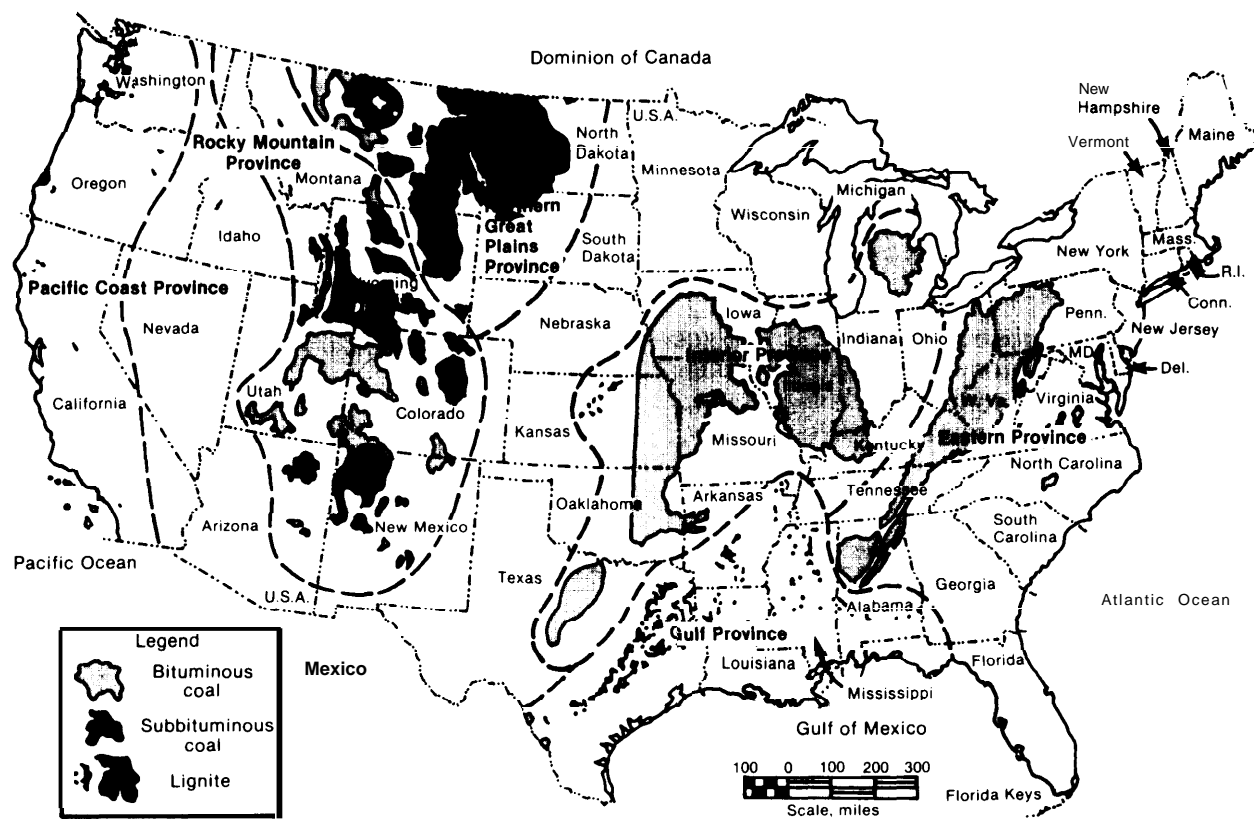 Dominion of Canada
Washington
Oregon
California
Nevada
Idaho
Montana
Utah
Arizona
Colorado
New Mexico
North
Dakota
South
Dakota
Nebraska
Kansas
Oaklahoma
Texas
U.S.A.
Minnesota
Wisconsin
Michigan
Iowa
Missouri
Arkansas
Louisiana
Indiana
Ohio
Kentucky
Tennessee
Alabama
Mississippi
Georgia
Florida
South
Carolina
North Carolina
Virginia
W. Va.
MD.
Del.
Penn.
New Jersey
New York
Conn.
R.I.
Mass.
Vermont
New
Hampshire
Maine
Rocky Mountain
Province
Pacific Coast Province
Great
Plains
Province
Interior Province
Eastern Province
Gulf Province
Pacific Ocean
U.S.A.
Mexico
Gulf of Mexico
Atlantic Ocean
Florida Keys
Legend
Bituminous
coal
Subbituminous
coal
Lignite
100 0 100 200 300
Scale, miles